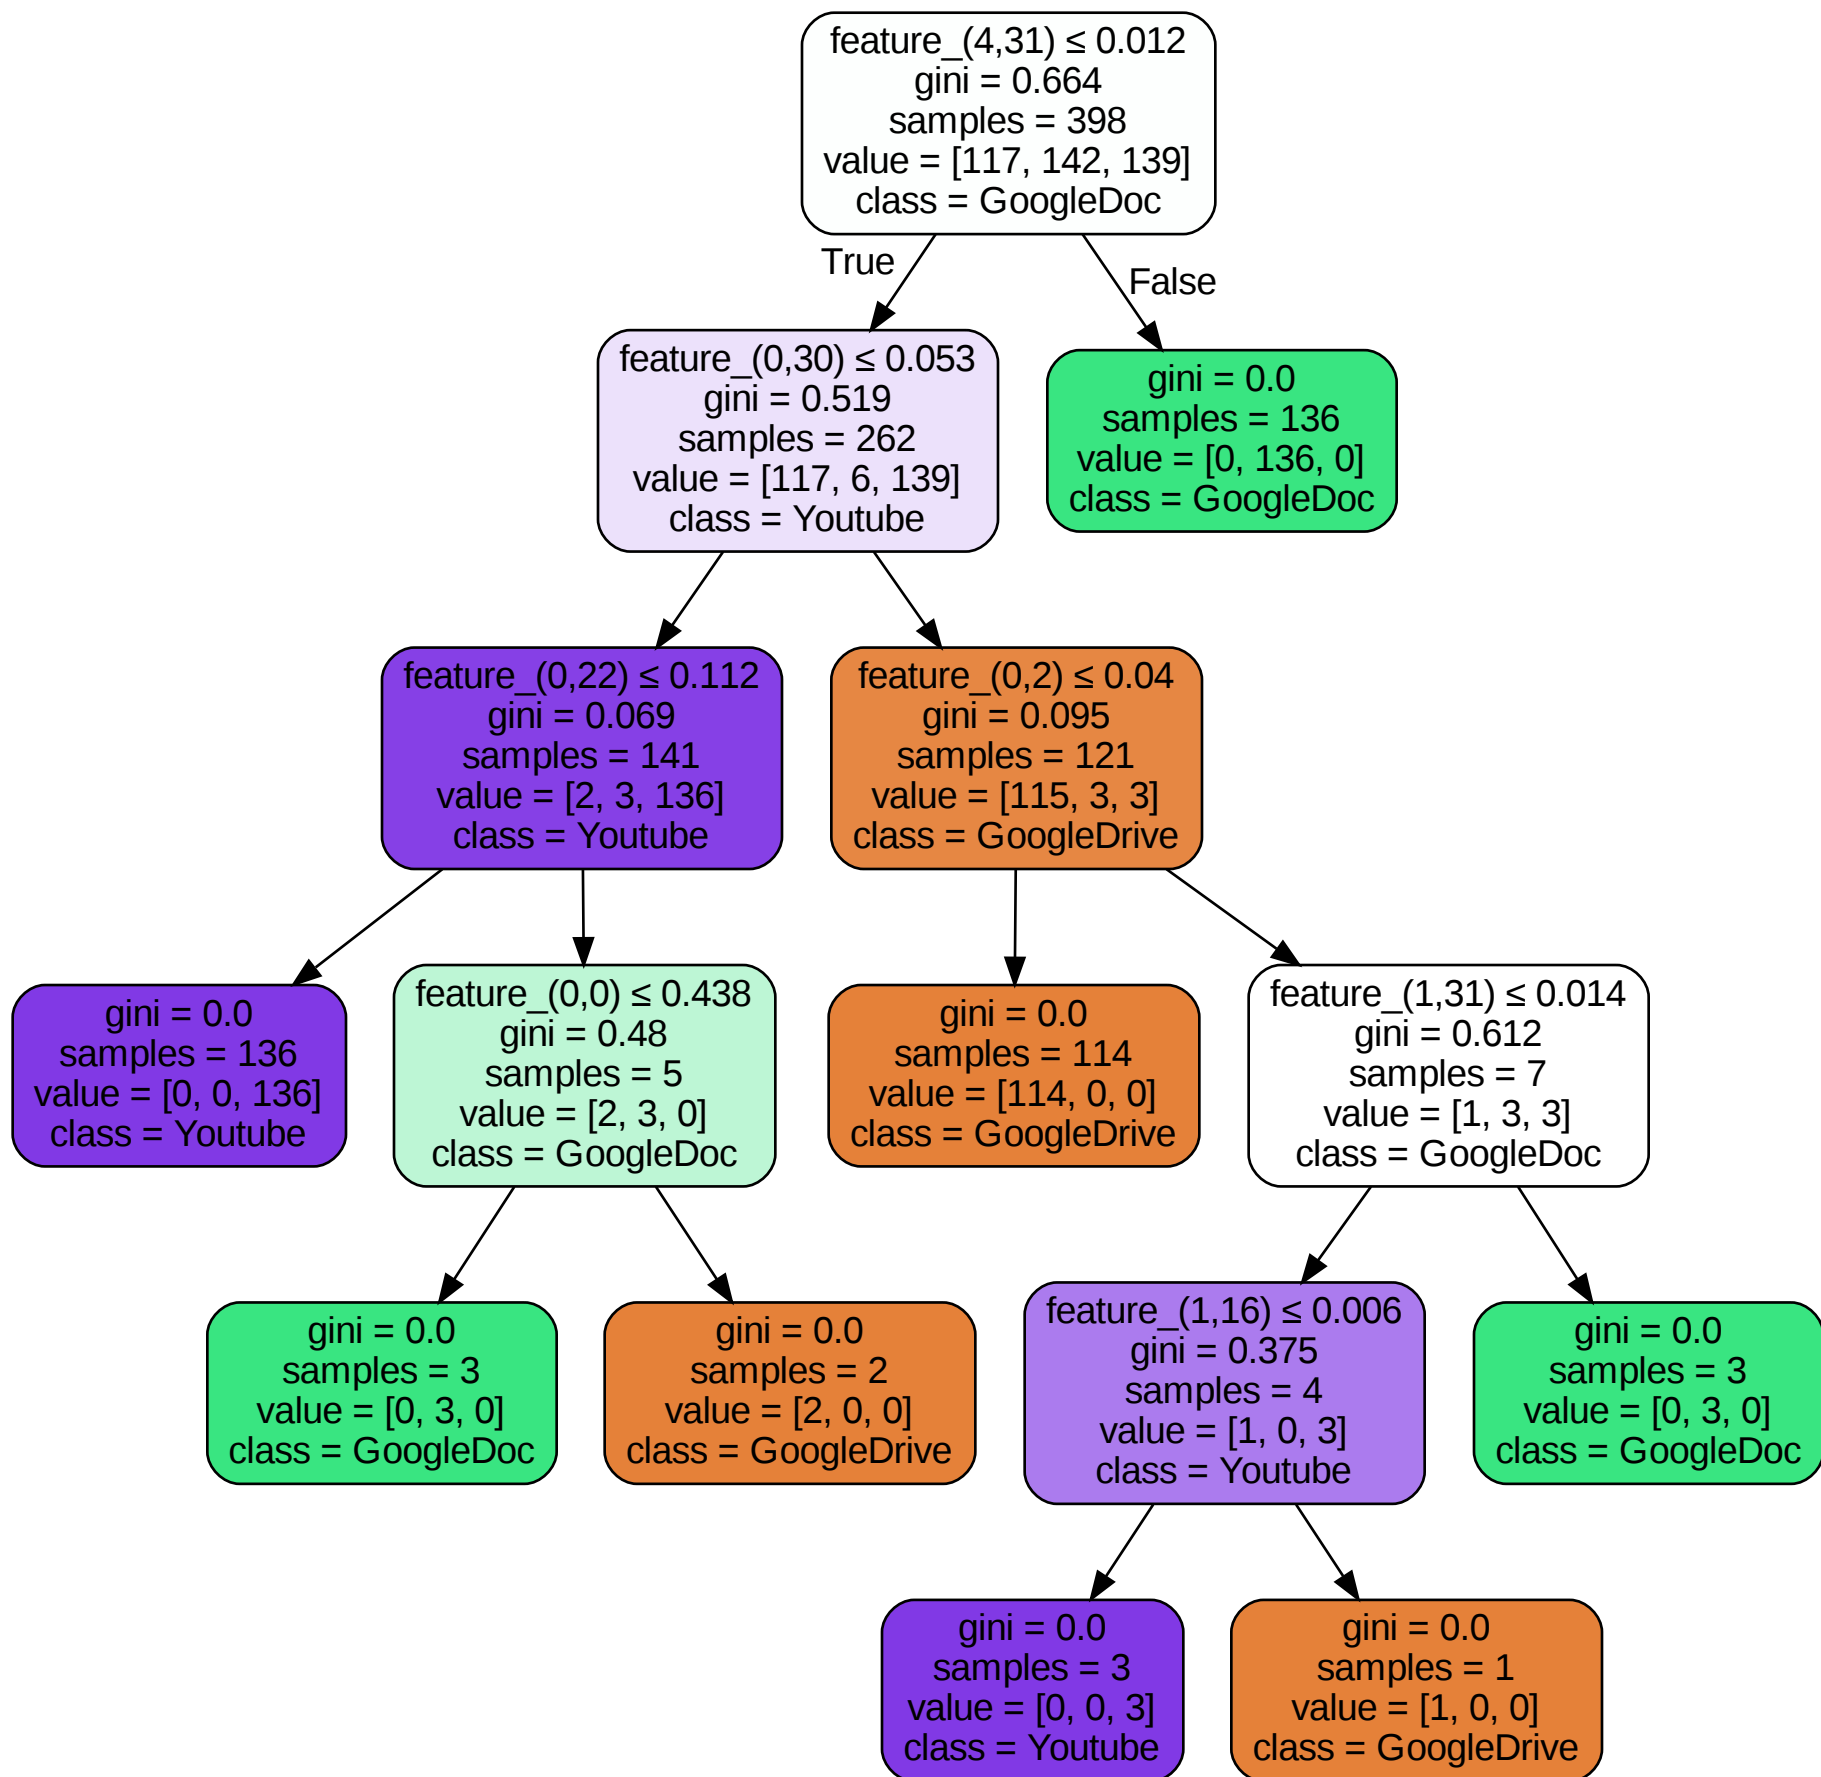 feature_(4,31) ≤ 0.012
gini = 0.664
samples = 398
value = [117, 142, 139]
class = GoogleDoc
True
False
feature_(0,30) ≤ 0.053
gini = 0.519
samples = 262
value = [117, 6, 139]
class = Youtube
gini = 0.0
samples = 136
value = [0, 136, 0]
class = GoogleDoc
feature_(0,22) ≤ 0.112
gini = 0.069
samples = 141
value = [2, 3, 136]
class = Youtube
feature_(0,2) ≤ 0.04
gini = 0.095
samples = 121
value = [115, 3, 3]
class = GoogleDrive
gini = 0.0
samples = 136
value = [0, 0, 136]
class = Youtube
feature_(0,0) ≤ 0.438
gini = 0.48
samples = 5
value = [2, 3, 0]
class = GoogleDoc
gini = 0.0
samples = 114
value = [114, 0, 0]
class = GoogleDrive
feature_(1,31) ≤ 0.014
gini = 0.612
samples = 7
value = [1, 3, 3]
class = GoogleDoc
gini = 0.0
samples = 3
value = [0, 3, 0]
class = GoogleDoc
gini = 0.0
samples = 2
value = [2, 0, 0]
class = GoogleDrive
feature_(1,16) ≤ 0.006
gini = 0.375
samples = 4
value = [1, 0, 3]
class = Youtube
gini = 0.0
samples = 3
value = [0, 3, 0]
class = GoogleDoc
gini = 0.0
samples = 3
value = [0, 0, 3]
class = Youtube
gini = 0.0
samples = 1
value = [1, 0, 0]
class = GoogleDrive